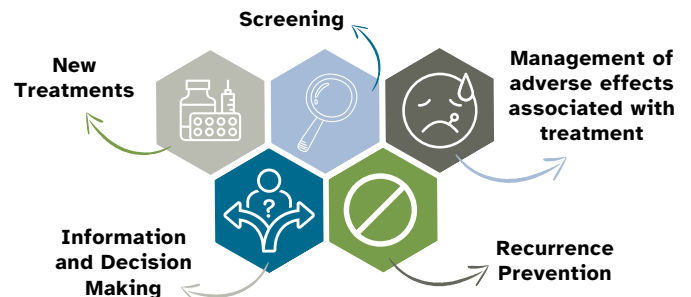 Screening
New
Treatments
Management of
adverse effects
associated with
treatment
?
Information
and Decision
Making
Recurrence
Prevention